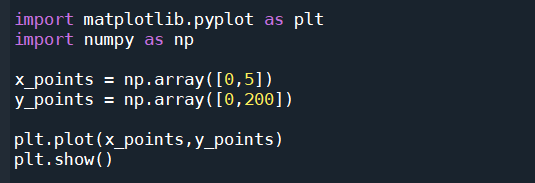 import matplotlib.pyplot as plt
import numpy as np
x_points = np.array([0,5])
y_points = np.array([0,200])
plt.plot(x_points,y_points)
plt.show()